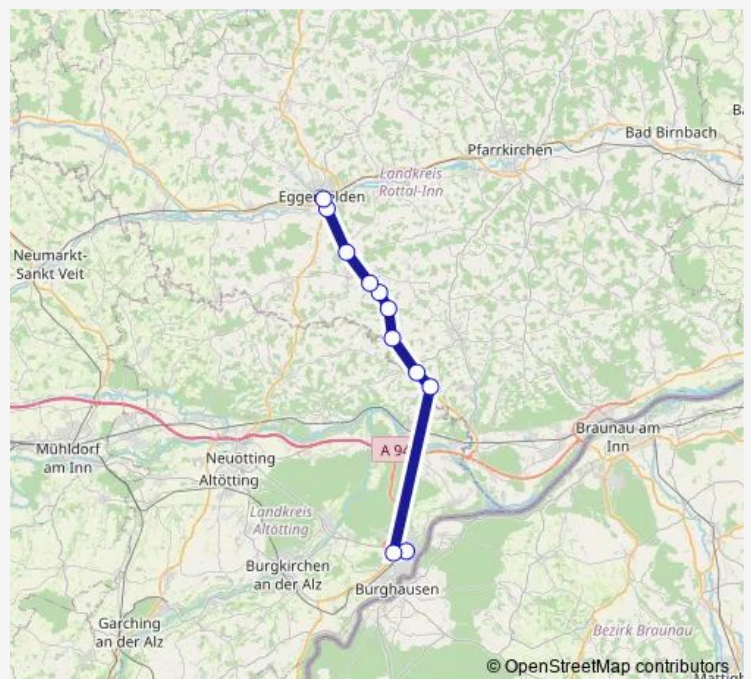 Ba
Bad Birnbach
Pfarrkirchen
Landkreis
Rottal-Inn
Eggenfelden
Neumarkt-
Sankt Veit
Braunau am
Inn
Mühldorf
am Inn
A 94
Neuötting
Altötting
Landkreis
Altötting
Burgkirchen
an der Alz
Burghausen
Garching
an der Alz
Bezirk Braunau
© OpenStreetMap contributors